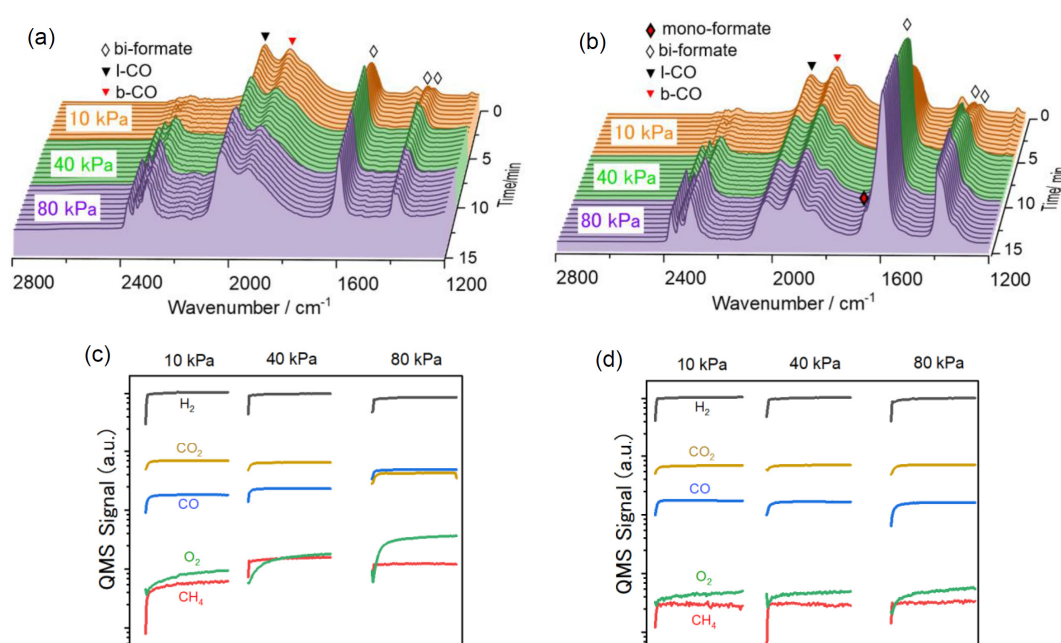 (a)
◊ bi-formate
▼ l-CO
▼ b-CO
10 kPa
40 kPa
80 kPa
0
5
10
15
Time/min
2800
2400
2000
1600
1200
Wavenumber / cm⁻¹
(b)
♦ mono-formate
◊ bi-formate
▼ l-CO
▼ b-CO
10 kPa
40 kPa
80 kPa
0
5
10
15
Time/ min
2800
2400
2000
1600
1200
Wavenumber / cm⁻¹
(c)
10 kPa
40 kPa
80 kPa
QMS Signal (a.u.)
H₂
CO₂
CO
O₂
CH₄
(d)
10 kPa
40 kPa
80 kPa
QMS Signal (a.u.)
H₂
CO₂
CO
O₂
CH₄